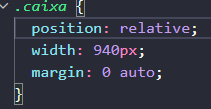 .caixa {
position: relative;
width: 940px;
margin: 0 auto;
}